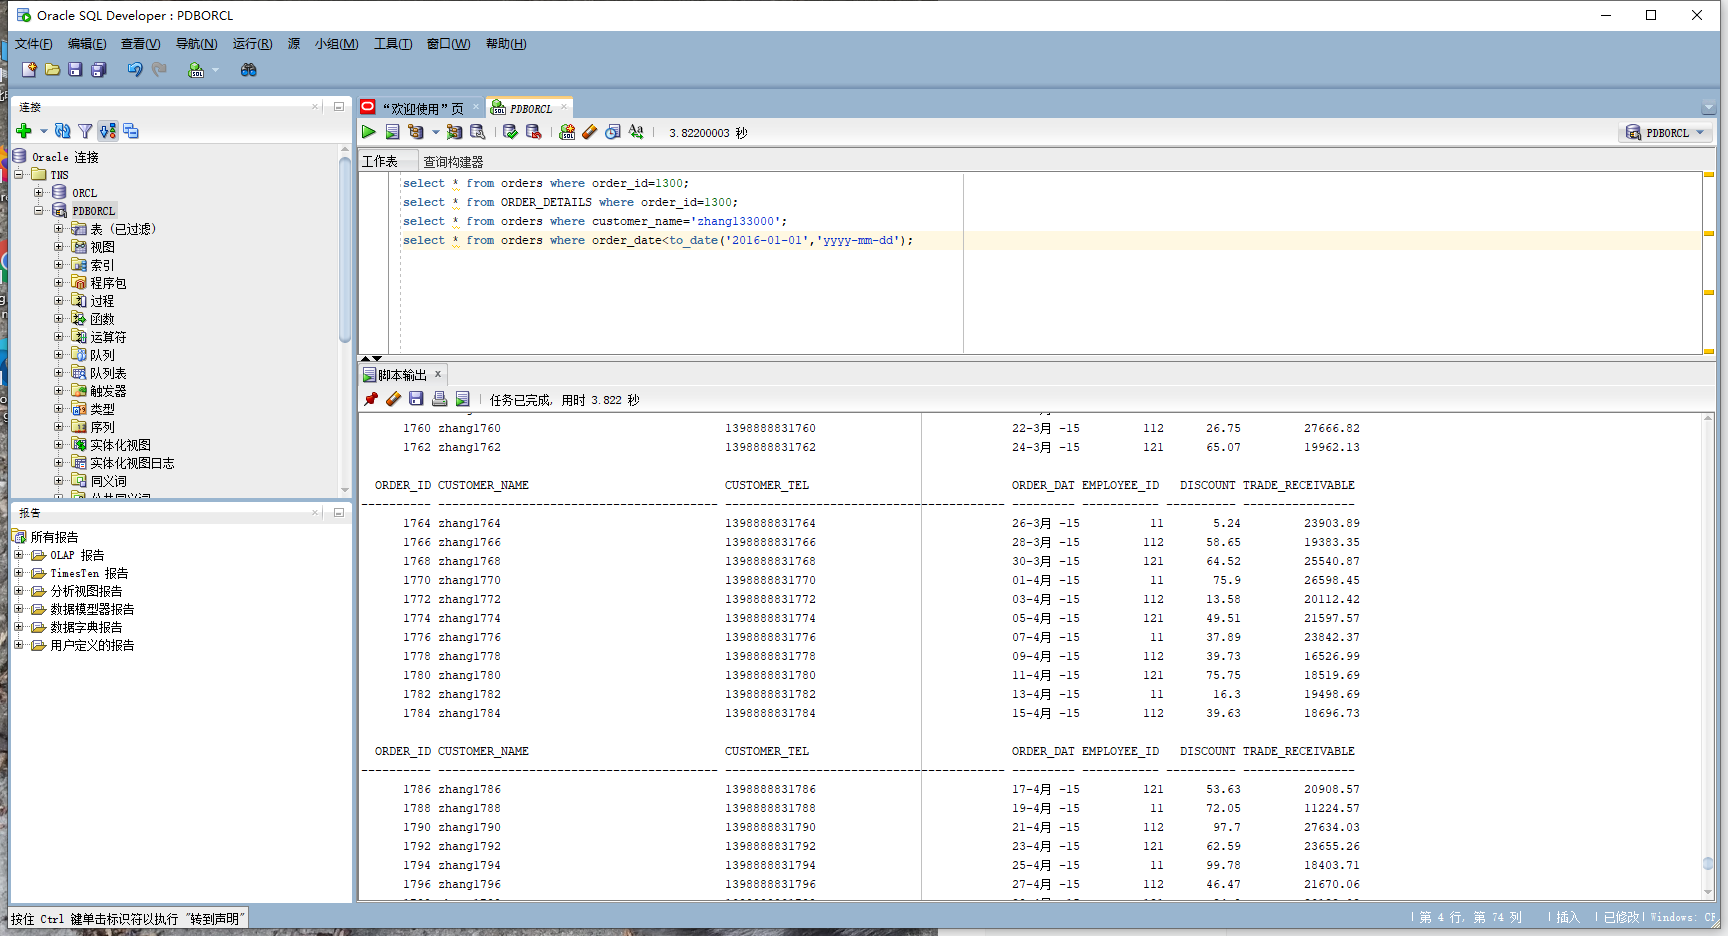 Oracle SQL Developer : PDBORCL
文件(F) 编辑(E) 查看(V) 导航(N) 运行(R) 源 小组(M) 工具(T) 窗口(W) 帮助(H)
连接
Oracle 连接
TNS
ORCL
PDBORCL
表 (已过滤)
视图
索引
程序包
过程
函数
运算符
队列
队列表
触发器
类型
序列
实体化视图
实体化视图日志
同义词
公共同义词
报告
所有报告
OLAP 报告
TimesTen 报告
分析视图报告
数据模型器报告
数据字典报告
用户定义的报告
“欢迎使用”页 PDBORCL
3.82200003 秒 PDBORCL
工作表 查询构建器
select * from orders where order_id=1300;
select * from ORDER_DETAILS where order_id=1300;
select * from orders where customer_name='zhang133000';
select * from orders where order_date<to_date('2016-01-01','yyyy-mm-dd');
脚本输出
任务已完成, 用时 3.822 秒
1760 zhang1760 1398888831760 22-3月 -15 112 26.75 27666.82
1762 zhang1762 1398888831762 24-3月 -15 121 65.07 19962.13
ORDER_ID CUSTOMER_NAME CUSTOMER_TEL ORDER_DAT EMPLOYEE_ID DISCOUNT TRADE_RECEIVABLE
1764 zhang1764 1398888831764 26-3月 -15 11 5.24 23903.89
1766 zhang1766 1398888831766 28-3月 -15 112 58.65 19383.35
1768 zhang1768 1398888831768 30-3月 -15 121 64.52 25540.87
1770 zhang1770 1398888831770 01-4月 -15 11 75.9 26598.45
1772 zhang1772 1398888831772 03-4月 -15 112 13.58 20112.42
1774 zhang1774 1398888831774 05-4月 -15 121 49.51 21597.57
1776 zhang1776 1398888831776 07-4月 -15 11 37.89 23842.37
1778 zhang1778 1398888831778 09-4月 -15 112 39.73 16526.99
1780 zhang1780 1398888831780 11-4月 -15 121 75.75 18519.69
1782 zhang1782 1398888831782 13-4月 -15 11 16.3 19498.69
1784 zhang1784 1398888831784 15-4月 -15 112 39.63 18696.73
ORDER_ID CUSTOMER_NAME CUSTOMER_TEL ORDER_DAT EMPLOYEE_ID DISCOUNT TRADE_RECEIVABLE
1786 zhang1786 1398888831786 17-4月 -15 121 53.63 20908.57
1788 zhang1788 1398888831788 19-4月 -15 11 72.05 11224.57
1790 zhang1790 1398888831790 21-4月 -15 112 97.7 27634.03
1792 zhang1792 1398888831792 23-4月 -15 121 62.59 23655.26
1794 zhang1794 1398888831794 25-4月 -15 11 99.78 18403.71
1796 zhang1796 1398888831796 27-4月 -15 112 46.47 21670.06
按住 Ctrl 键单击标识符以执行 "转到声明"
第 4 行, 第 74 列 插入 已修改 Windows: CR